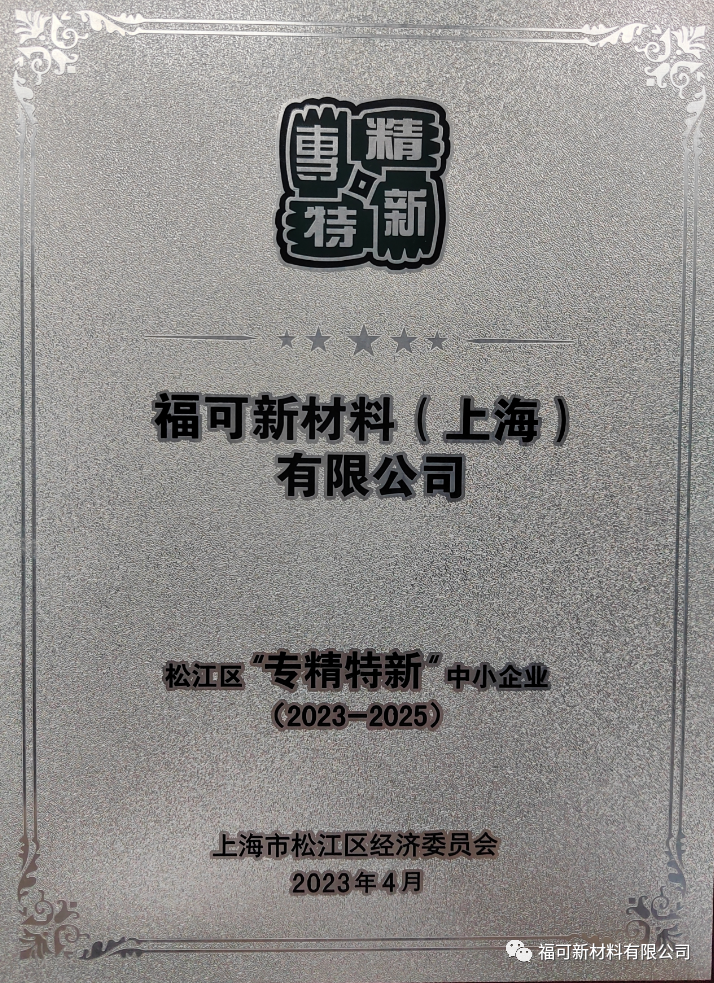 專精
特新
福可新材料（上海）
有限公司
松江区“专精特新”中小企业
（2023－2025）
上海市松江区经济委员会
2023年4月
福可新材料有限公司